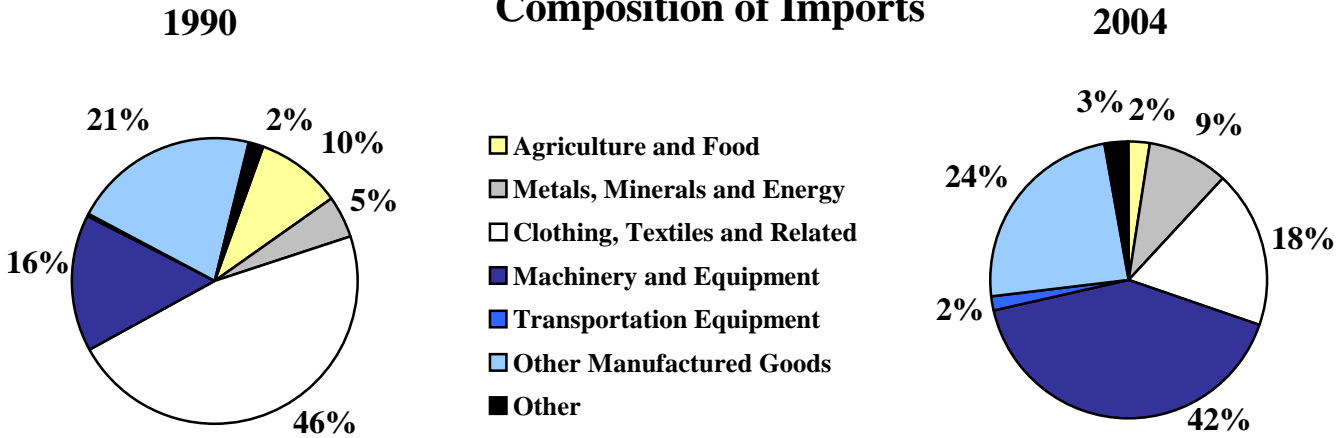 Composition of Imports
1990
2004
21%
2%
10%
5%
16%
46%
Agriculture and Food
Metals, Minerals and Energy
Clothing, Textiles and Related
Machinery and Equipment
Transportation Equipment
Other Manufactured Goods
Other
3%
2%
9%
24%
18%
2%
42%